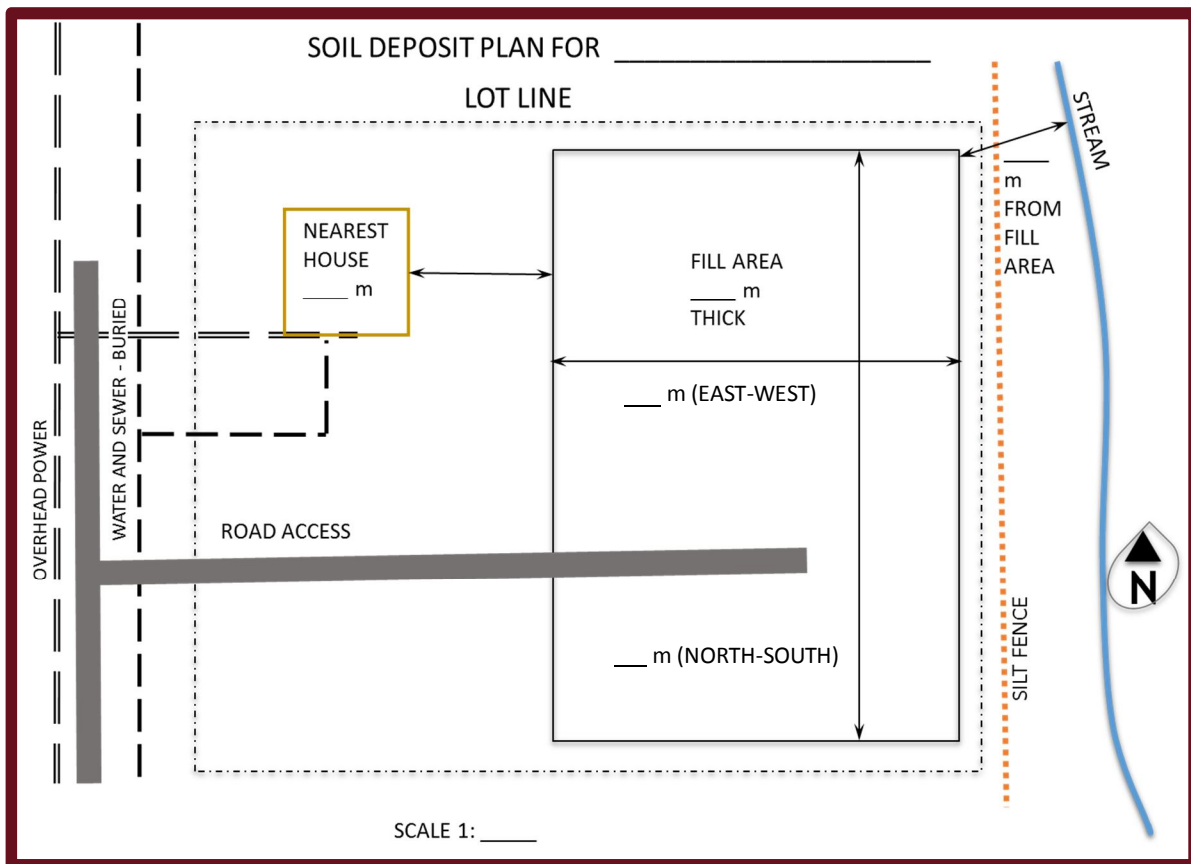 SOIL DEPOSIT PLAN FOR _______________________
LOT LINE
STREAM
____
m
FROM
FILL
AREA
NEAREST
HOUSE
____ m
FILL AREA
____ m
THICK
___ m (EAST-WEST)
OVERHEAD POWER
WATER AND SEWER - BURIED
ROAD ACCESS
N
___ m (NORTH-SOUTH)
SILT FENCE
SCALE 1: _____